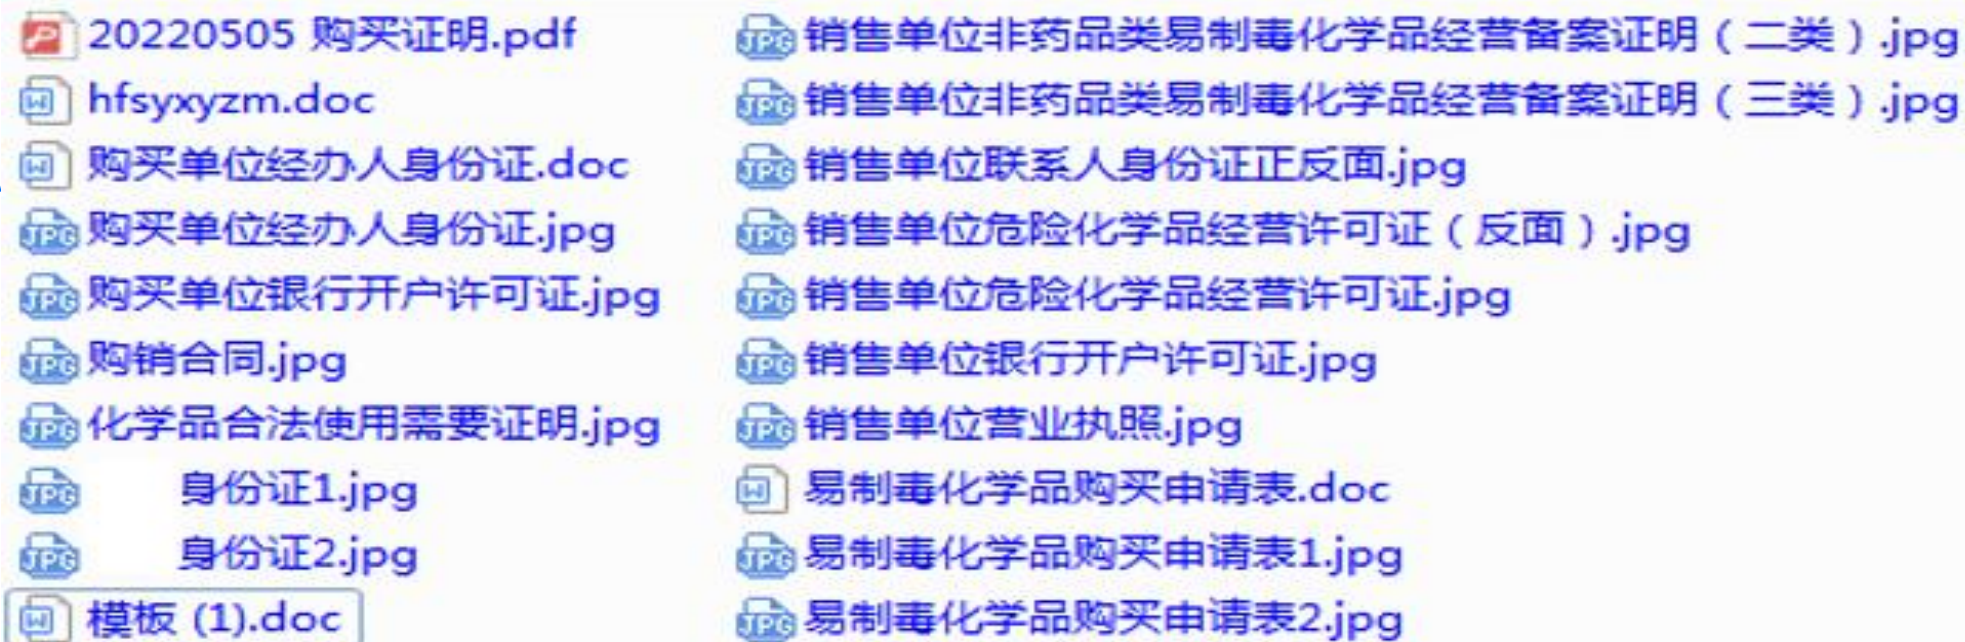 20220505 购买证明.pdf
hfsyxyzm.doc
购买单位经办人身份证.doc
购买单位经办人身份证.jpg
购买单位银行开户许可证.jpg
购销合同.jpg
化学品合法使用需要证明.jpg
身份证1.jpg
身份证2.jpg
模板 (1).doc
销售单位非药品类易制毒化学品经营备案证明（二类）.jpg
销售单位非药品类易制毒化学品经营备案证明（三类）.jpg
销售单位联系人身份证正反面.jpg
销售单位危险化学品经营许可证（反面）.jpg
销售单位危险化学品经营许可证.jpg
销售单位银行开户许可证.jpg
销售单位营业执照.jpg
易制毒化学品购买申请表.doc
易制毒化学品购买申请表1.jpg
易制毒化学品购买申请表2.jpg